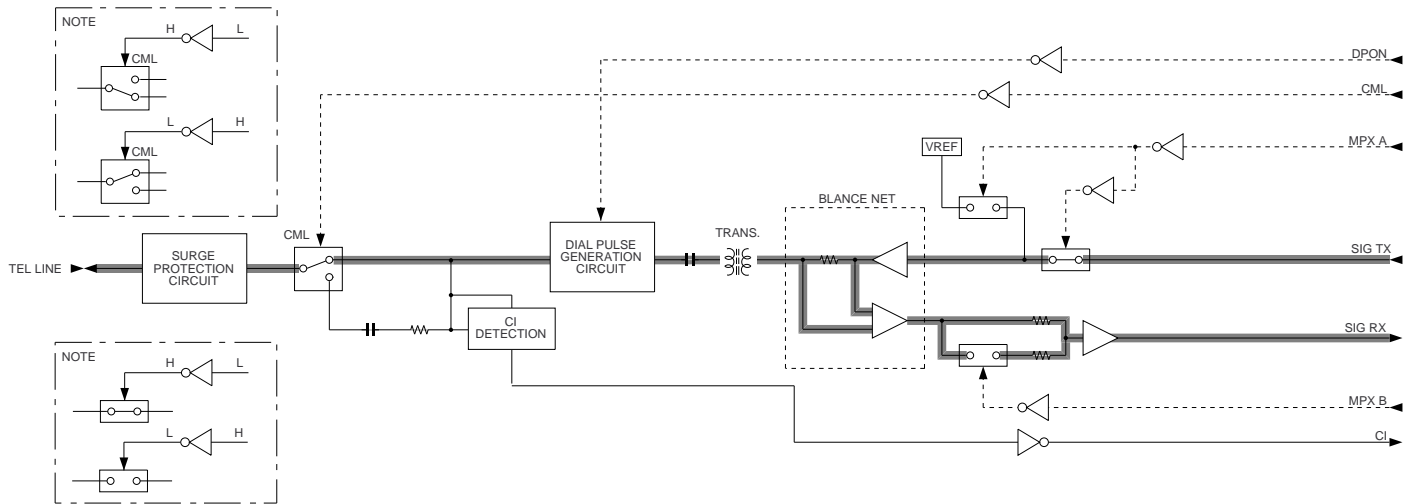 NOTE
H
L
CML
L
H
CML
DPON
CML
MPX A
VREF
BLANCE NET
TRANS.
CML
TEL LINE
SURGE
PROTECTION
CIRCUIT
DIAL PULSE
GENERATION
CIRCUIT
SIG TX
CI
DETECTION
SIG RX
NOTE
H
L
L
H
MPX B
CI